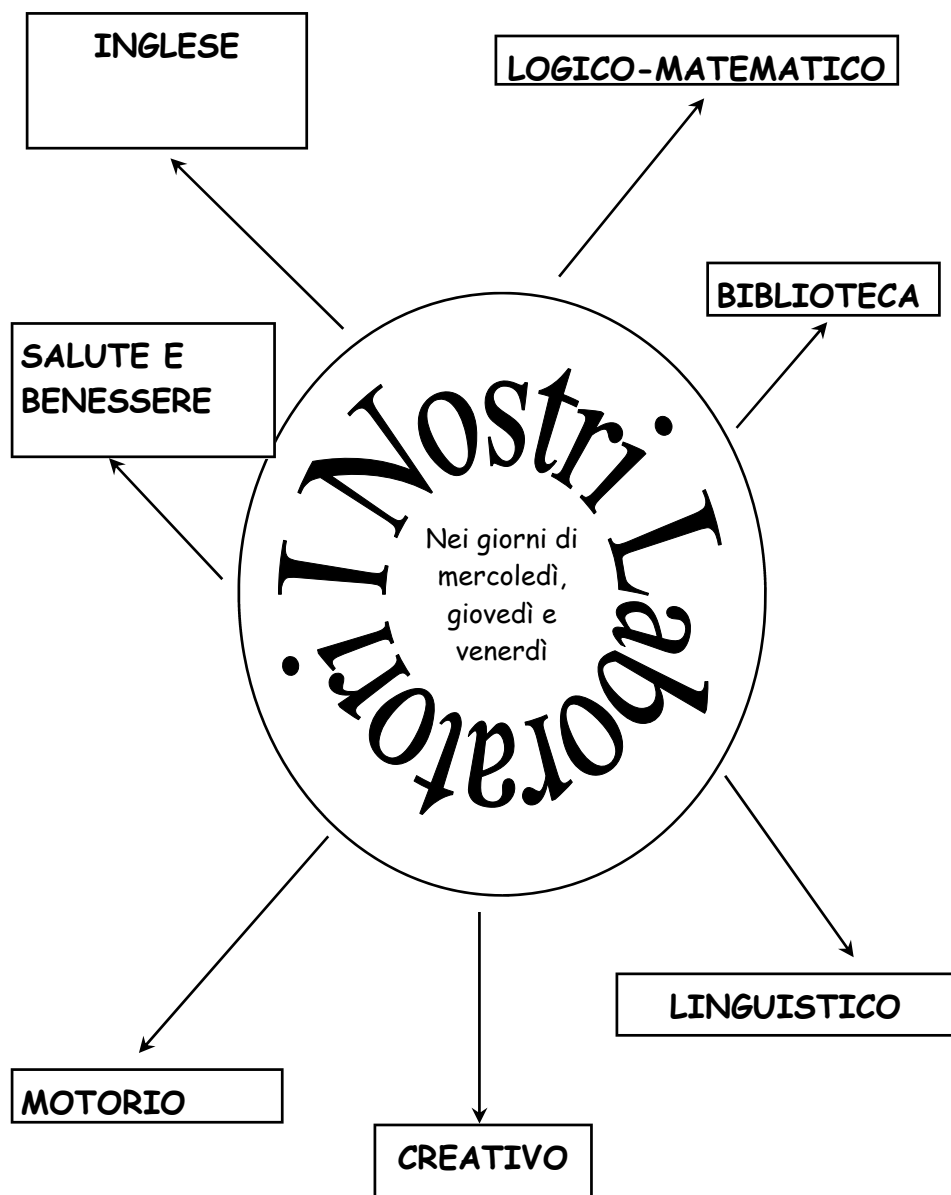 INGLESE
LOGICO-MATEMATICO
BIBLIOTECA
SALUTE E
BENESSERE
I Nostri Laboratori
Nei giorni di
mercoledì,
giovedì e
venerdì
LINGUISTICO
MOTORIO
CREATIVO